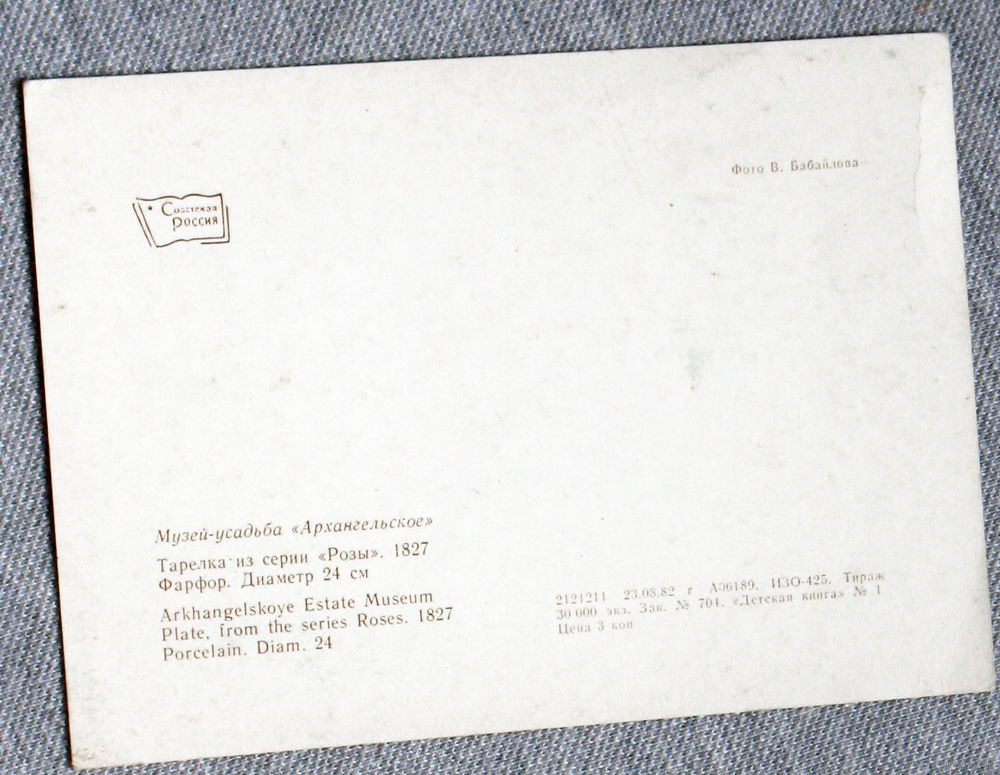 Советская
Россия
Фото В. Бабайлова
Музей-усадьба «Архангельское»
Тарелка из серии «Розы». 1827
Фарфор. Диаметр 24 см
Arkhangelskoye Estate Museum
Plate, from the series Roses. 1827
Porcelain. Diam. 24
2121211 23.08.82 г А06189. ИЗО-425. Тираж
30 000 экз. Зак. № 704. «Детская книга» № 1
Цена 3 коп